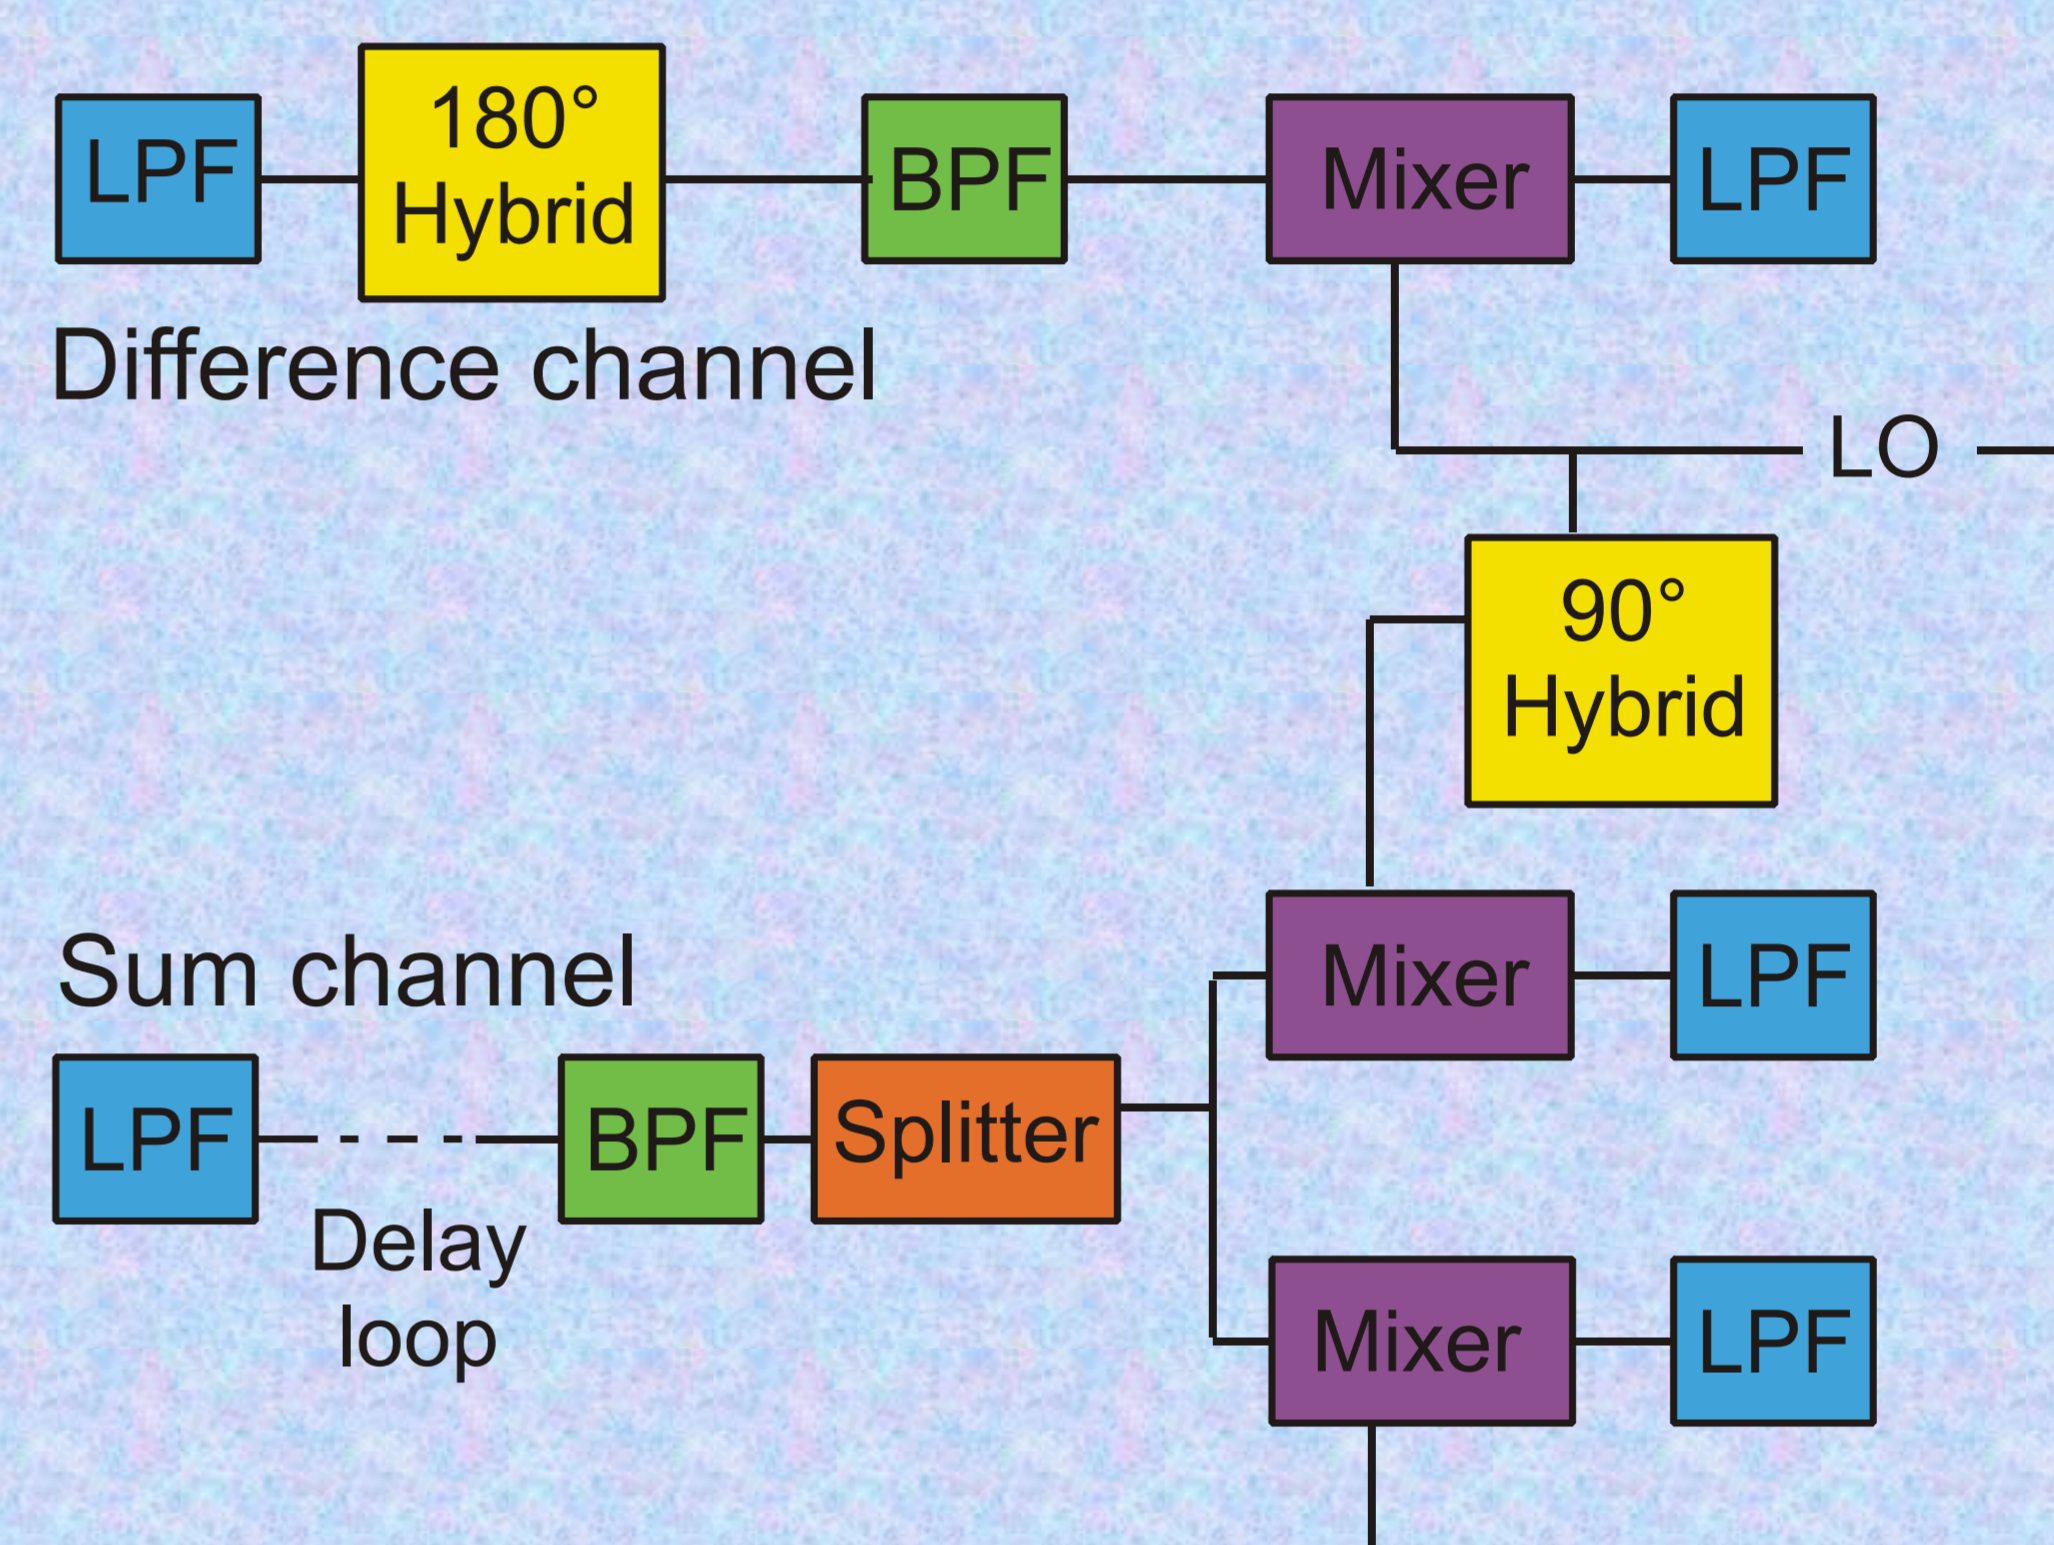 LPF
180°
Hybrid
BPF
Mixer
LPF
Difference channel
LO
90°
Hybrid
Sum channel
Mixer
LPF
LPF
BPF
Splitter
Delay
loop
Mixer
LPF